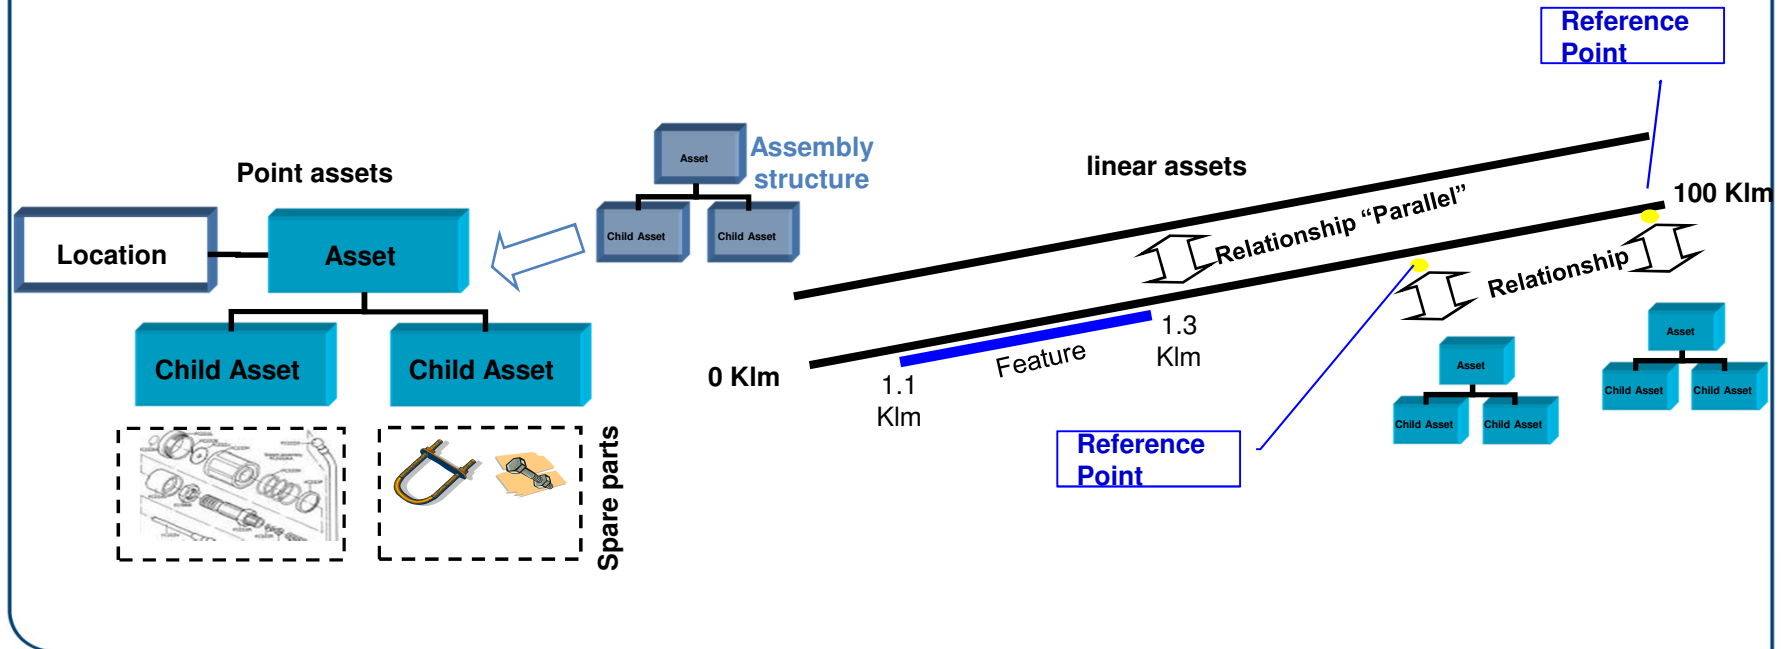 Reference
Point
Point assets
Asset
Child Asset
Child Asset
Assembly
structure
linear assets
Relationship “Parallel”
100 Klm
Location
Asset
Child Asset
Child Asset
Relationship
0 Klm
1.1
Klm
Feature
1.3
Klm
Reference
Point
Asset
Child Asset
Child Asset
Asset
Child Asset
Child Asset
Spare parts